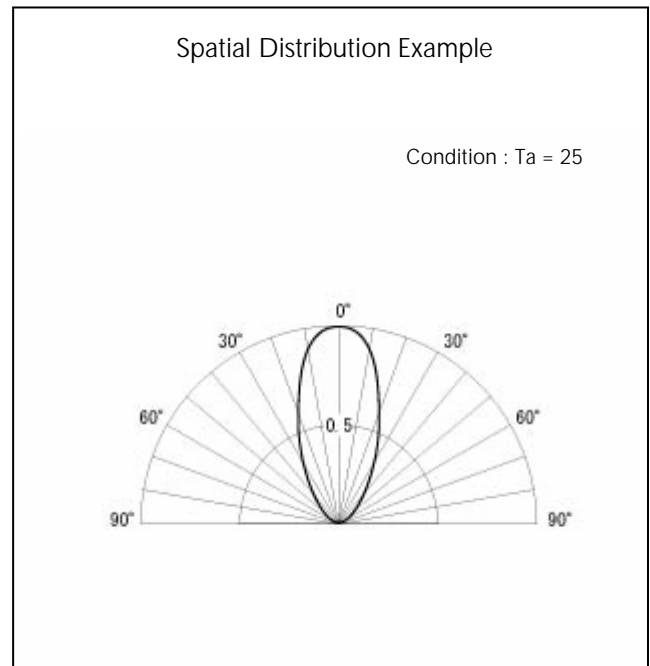 Spatial Distribution Example
Condition : Ta = 25
0°
30° 30°
60° 60°
0.5
90° 90°